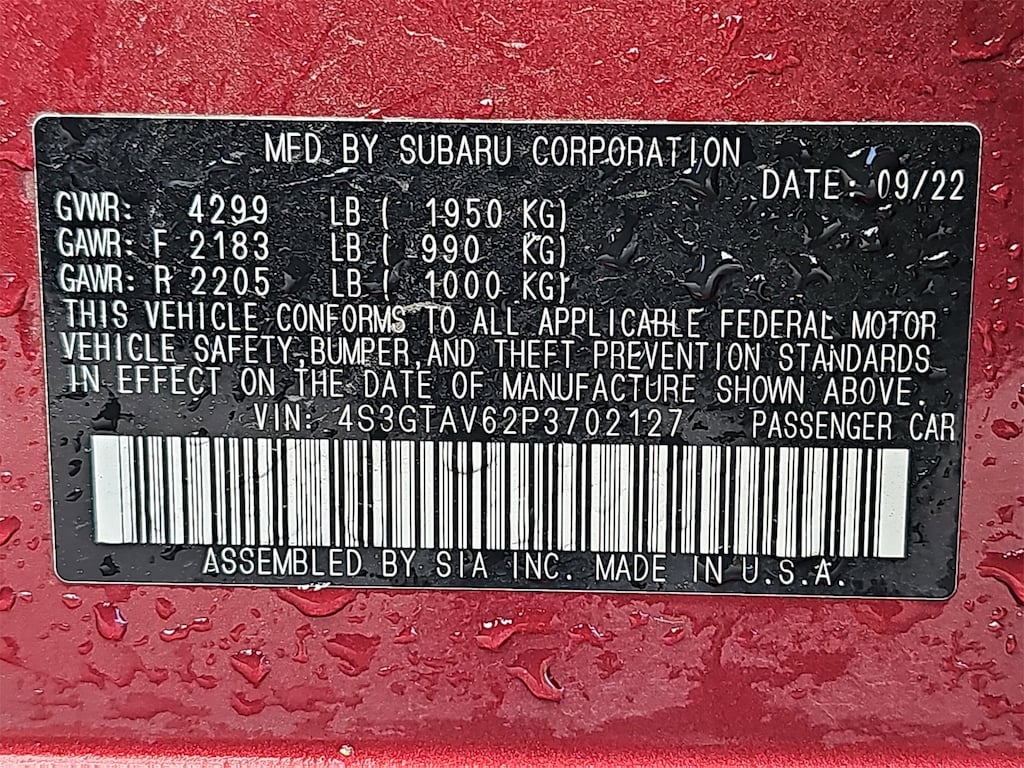 MFD BY SUBARU CORPORATION
DATE: 09/22
GVWR: 4299 LB ( 1950 KG)
GAWR: F 2183 LB ( 990 KG)
GAWR: R 2205 LB ( 1000 KG)
THIS VEHICLE CONFORMS TO ALL APPLICABLE FEDERAL MOTOR
VEHICLE SAFETY,BUMPER,AND THEFT PREVENTION STANDARDS
IN EFFECT ON THE DATE OF MANUFACTURE SHOWN ABOVE.
VIN: 4S3GTAV62P3702127 PASSENGER CAR
ASSEMBLED BY SIA INC. MADE IN U.S.A.